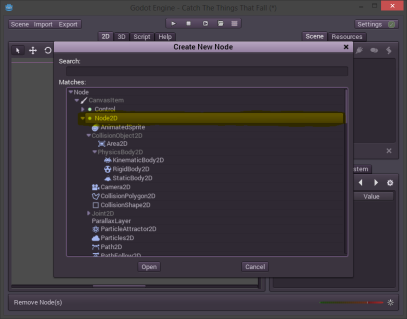 Godot Engine - Catch The Things That Fall (*)
Scene Import Export
Settings
2D 3D Script Help
Scene Resources
Create New Node
Search:
Matches:
Node
CanvasItem
Control
Node2D
AnimatedSprite
CollisionObject2D
Area2D
PhysicsBody2D
KinematicBody2D
RigidBody2D
StaticBody2D
Camera2D
CollisionPolygon2D
CollisionShape2D
Joint2D
ParallaxLayer
ParticleAttractor2D
Particles2D
Path2D
PathFollow2D
Value
Open Cancel
Remove Node(s)